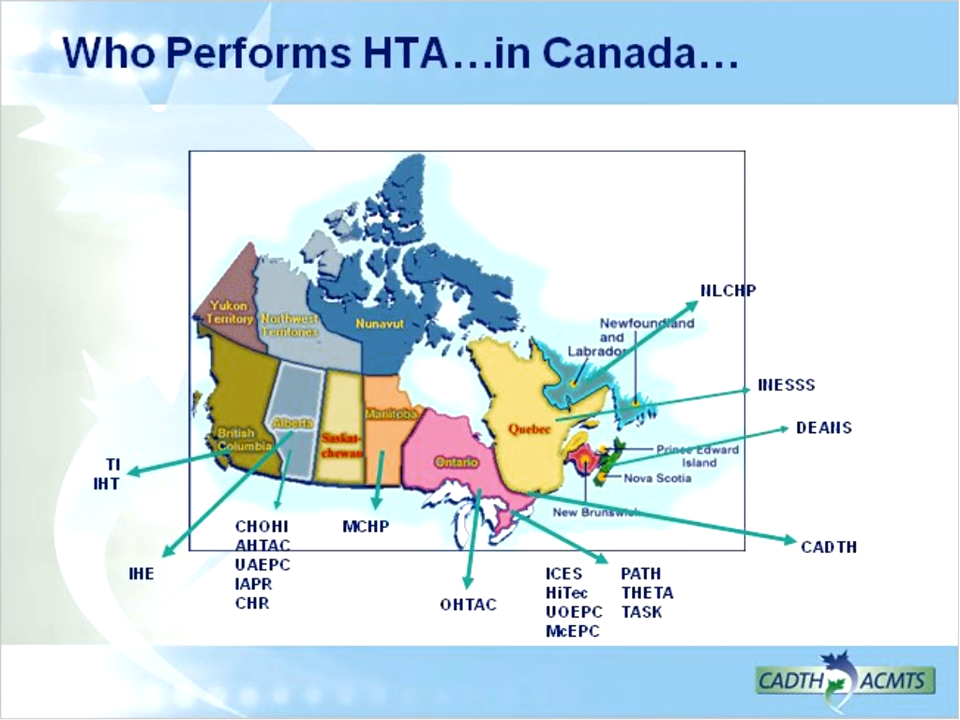 Who Performs HTA…in Canada…
NLCHP
Yukon
Territory
Northwest
Territories
Nunavut
Newfoundland
and
Labrador
INESSS
Alberta
Manitoba
Quebec
DEANS
British
Columbia
Saskat-
chewan
Ontario
Prince Edward
Island
Nova Scotia
New Brunswick
TI
IHT
CHOHI
AHTAC
UAEPC
IAPR
CHR
MCHP
CADTH
IHE
OHTAC
ICES
HiTec
UOEPC
McEPC
PATH
THETA
TASK
CADTH ACMTS